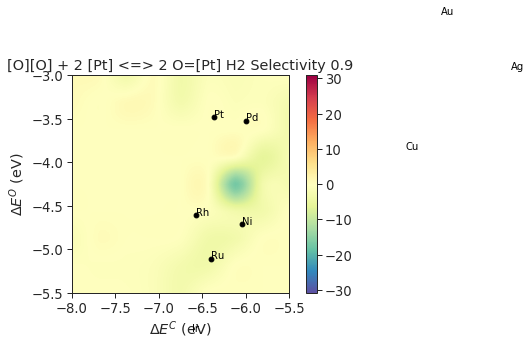 Au
[O][O] + 2 [Pt] <=> 2 O=[Pt] H2 Selectivity 0.9
Ag
−3.0
−3.5
−4.0
−4.5
−5.0
−5.5
ΔE^O (eV)
Pt
Pd
Cu
Rh
Ni
Ru
30
20
10
0
−10
−20
−30
−8.0 −7.5 −7.0 −6.5 −6.0 −5.5
ΔE^C (eV)
Ir